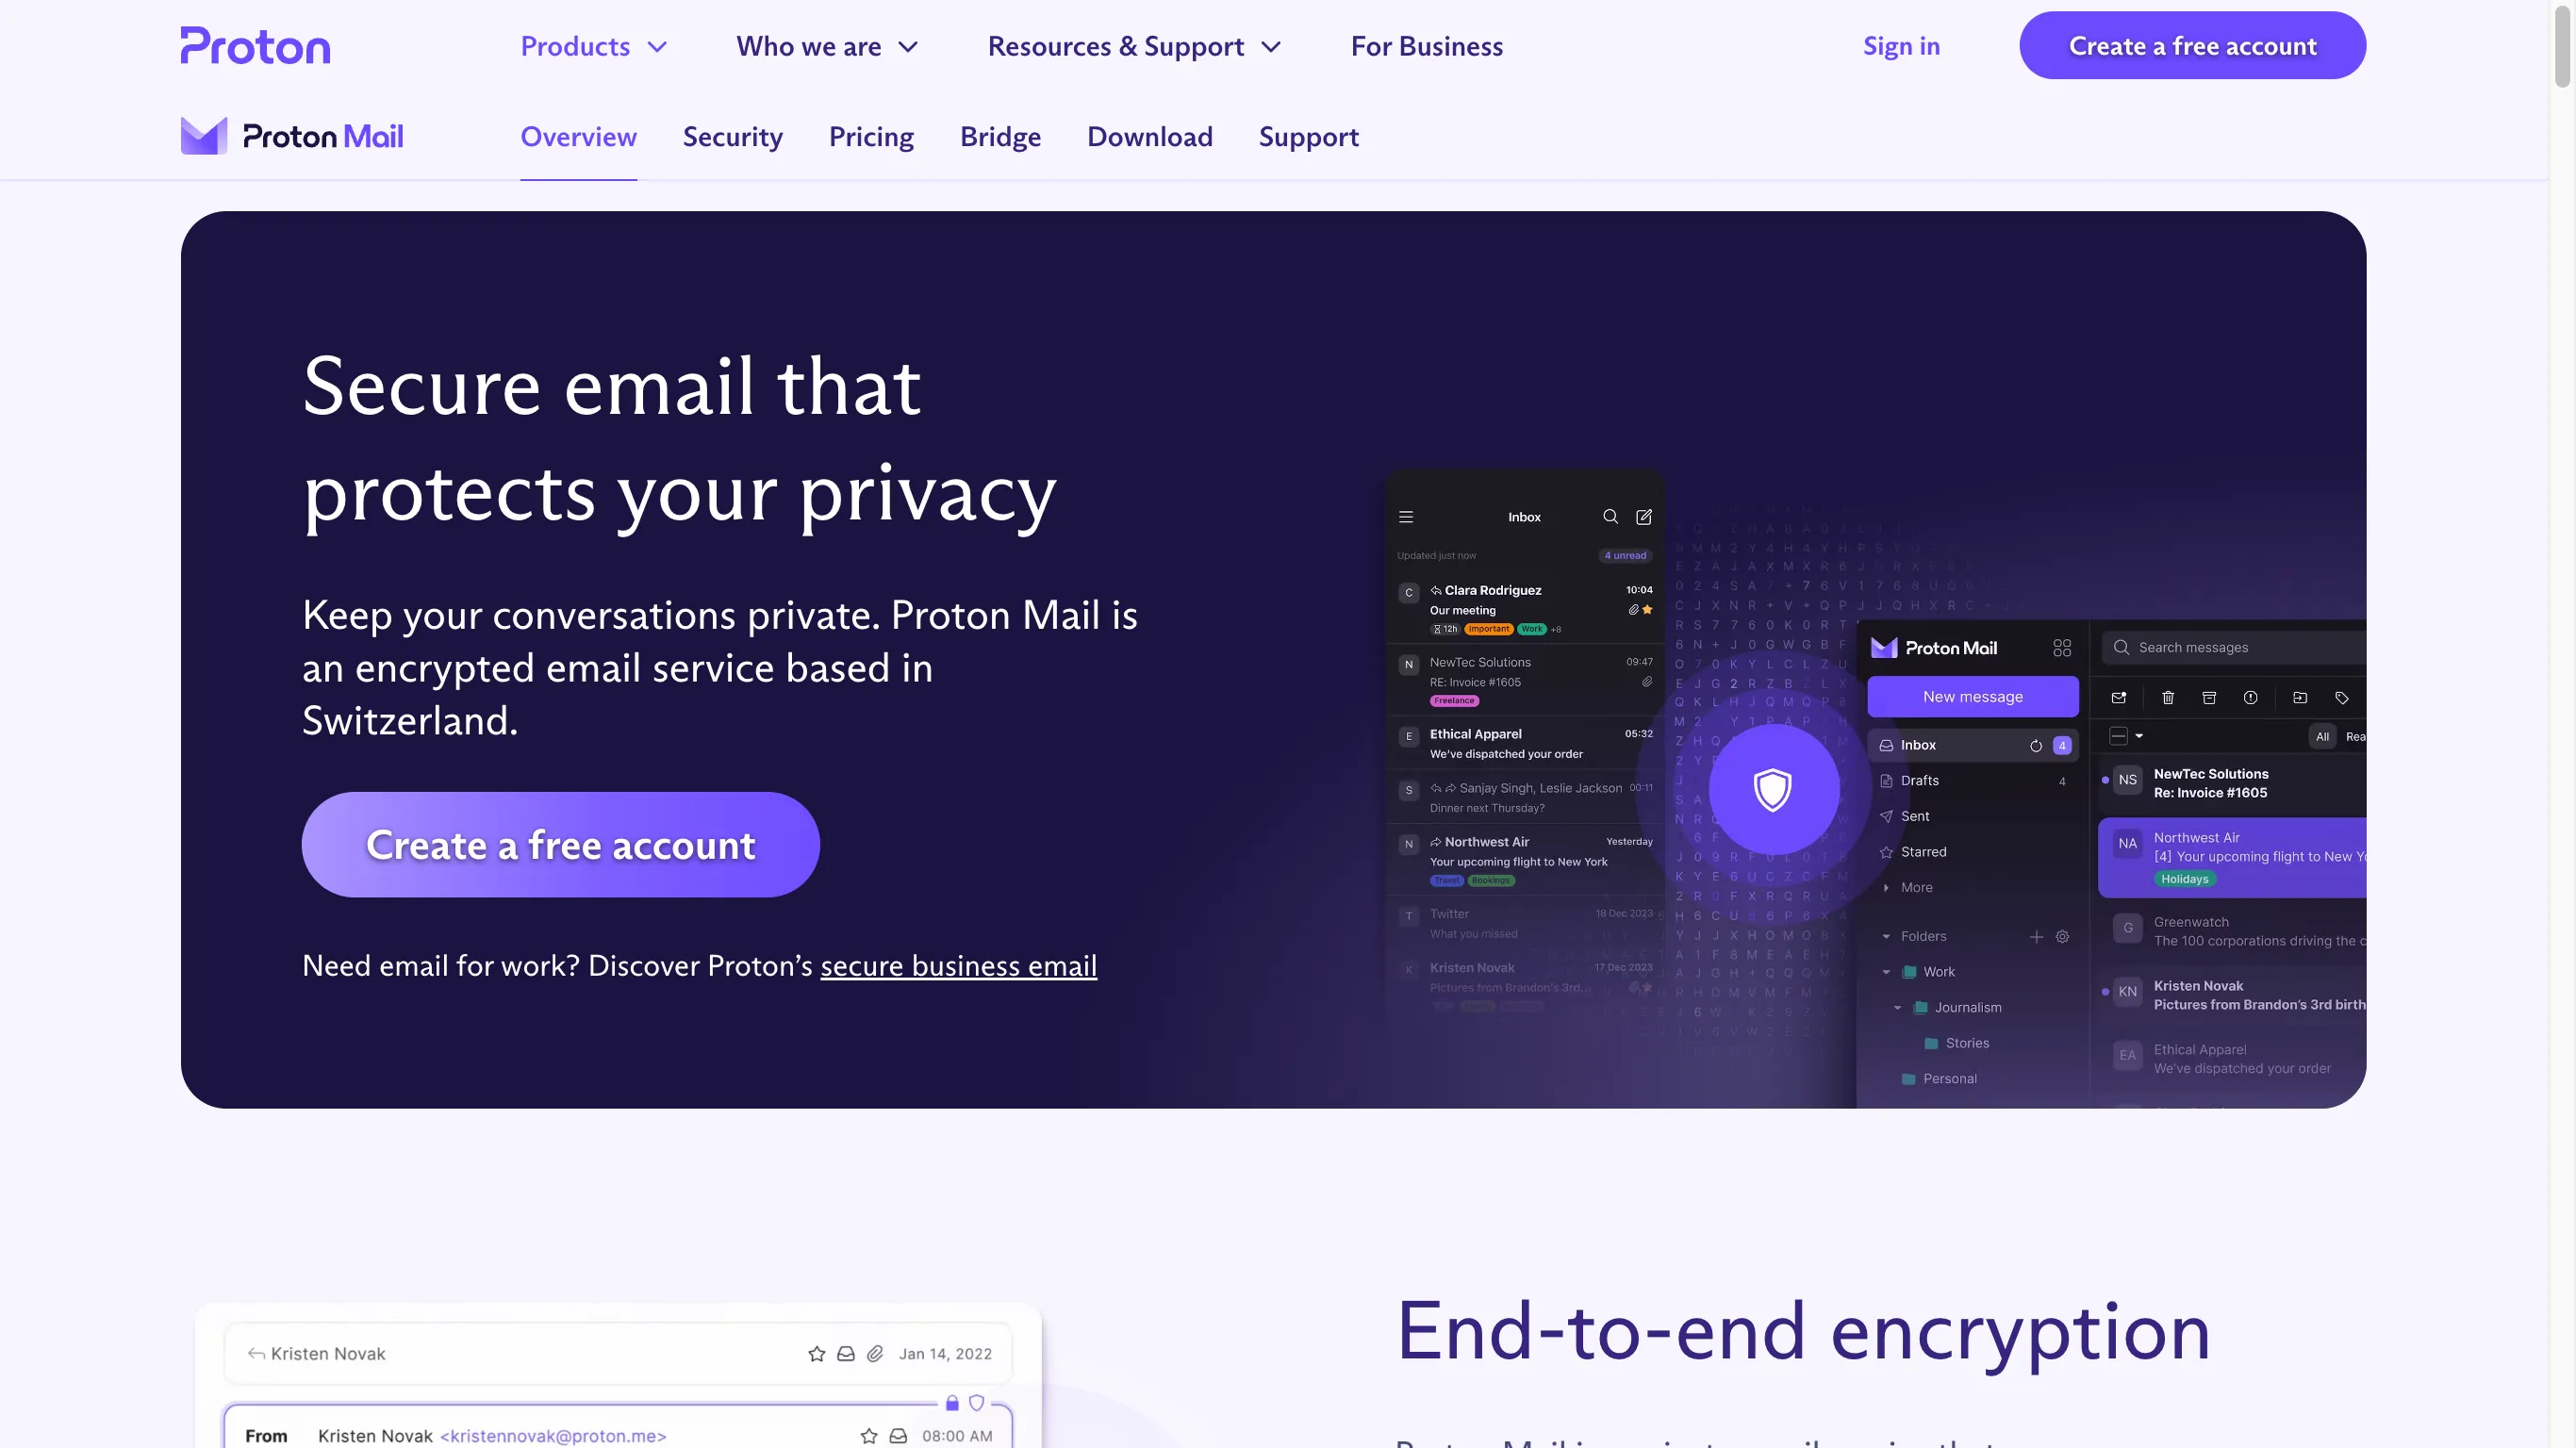 Proton
Products
Who we are
Resources & Support
For Business
Sign in
Create a free account
Proton Mail
Overview
Security
Pricing
Bridge
Download
Support
Secure email that
protects your privacy
Keep your conversations private. Proton Mail is
an encrypted email service based in
Switzerland.
Create a free account
Need email for work? Discover Proton’s secure business email
Inbox
Updated just now
4 unread
C
Clara Rodriguez
10:04
Our meeting
12h Important Work +8
N
NewTec Solutions
09:47
RE: Invoice #1605
Freelance
E
Ethical Apparel
05:32
We’ve dispatched your order
S
Sanjay Singh, Leslie Jackson
00:11
Dinner next Thursday?
N
Northwest Air
Yesterday
Your upcoming flight to New York
Travel Bookings
T
Twitter
18 Dec 2023
What you missed
K
Kristen Novak
17 Dec 2023
Pictures from Brandon’s 3rd...
Proton Mail
New message
Inbox
4
Drafts
4
Sent
Starred
More
Folders
Work
Journalism
Stories
Personal
Search messages
All
Rea
NS
NewTec Solutions
Re: Invoice #1605
NA
Northwest Air
[4] Your upcoming flight to New Yo
Holidays
G
Greenwatch
The 100 corporations driving the c
KN
Kristen Novak
Pictures from Brandon’s 3rd birth
EA
Ethical Apparel
We’ve dispatched your order
Kristen Novak
Jan 14, 2022
From Kristen Novak <kristennovak@proton.me>
08:00 AM
End-to-end encryption